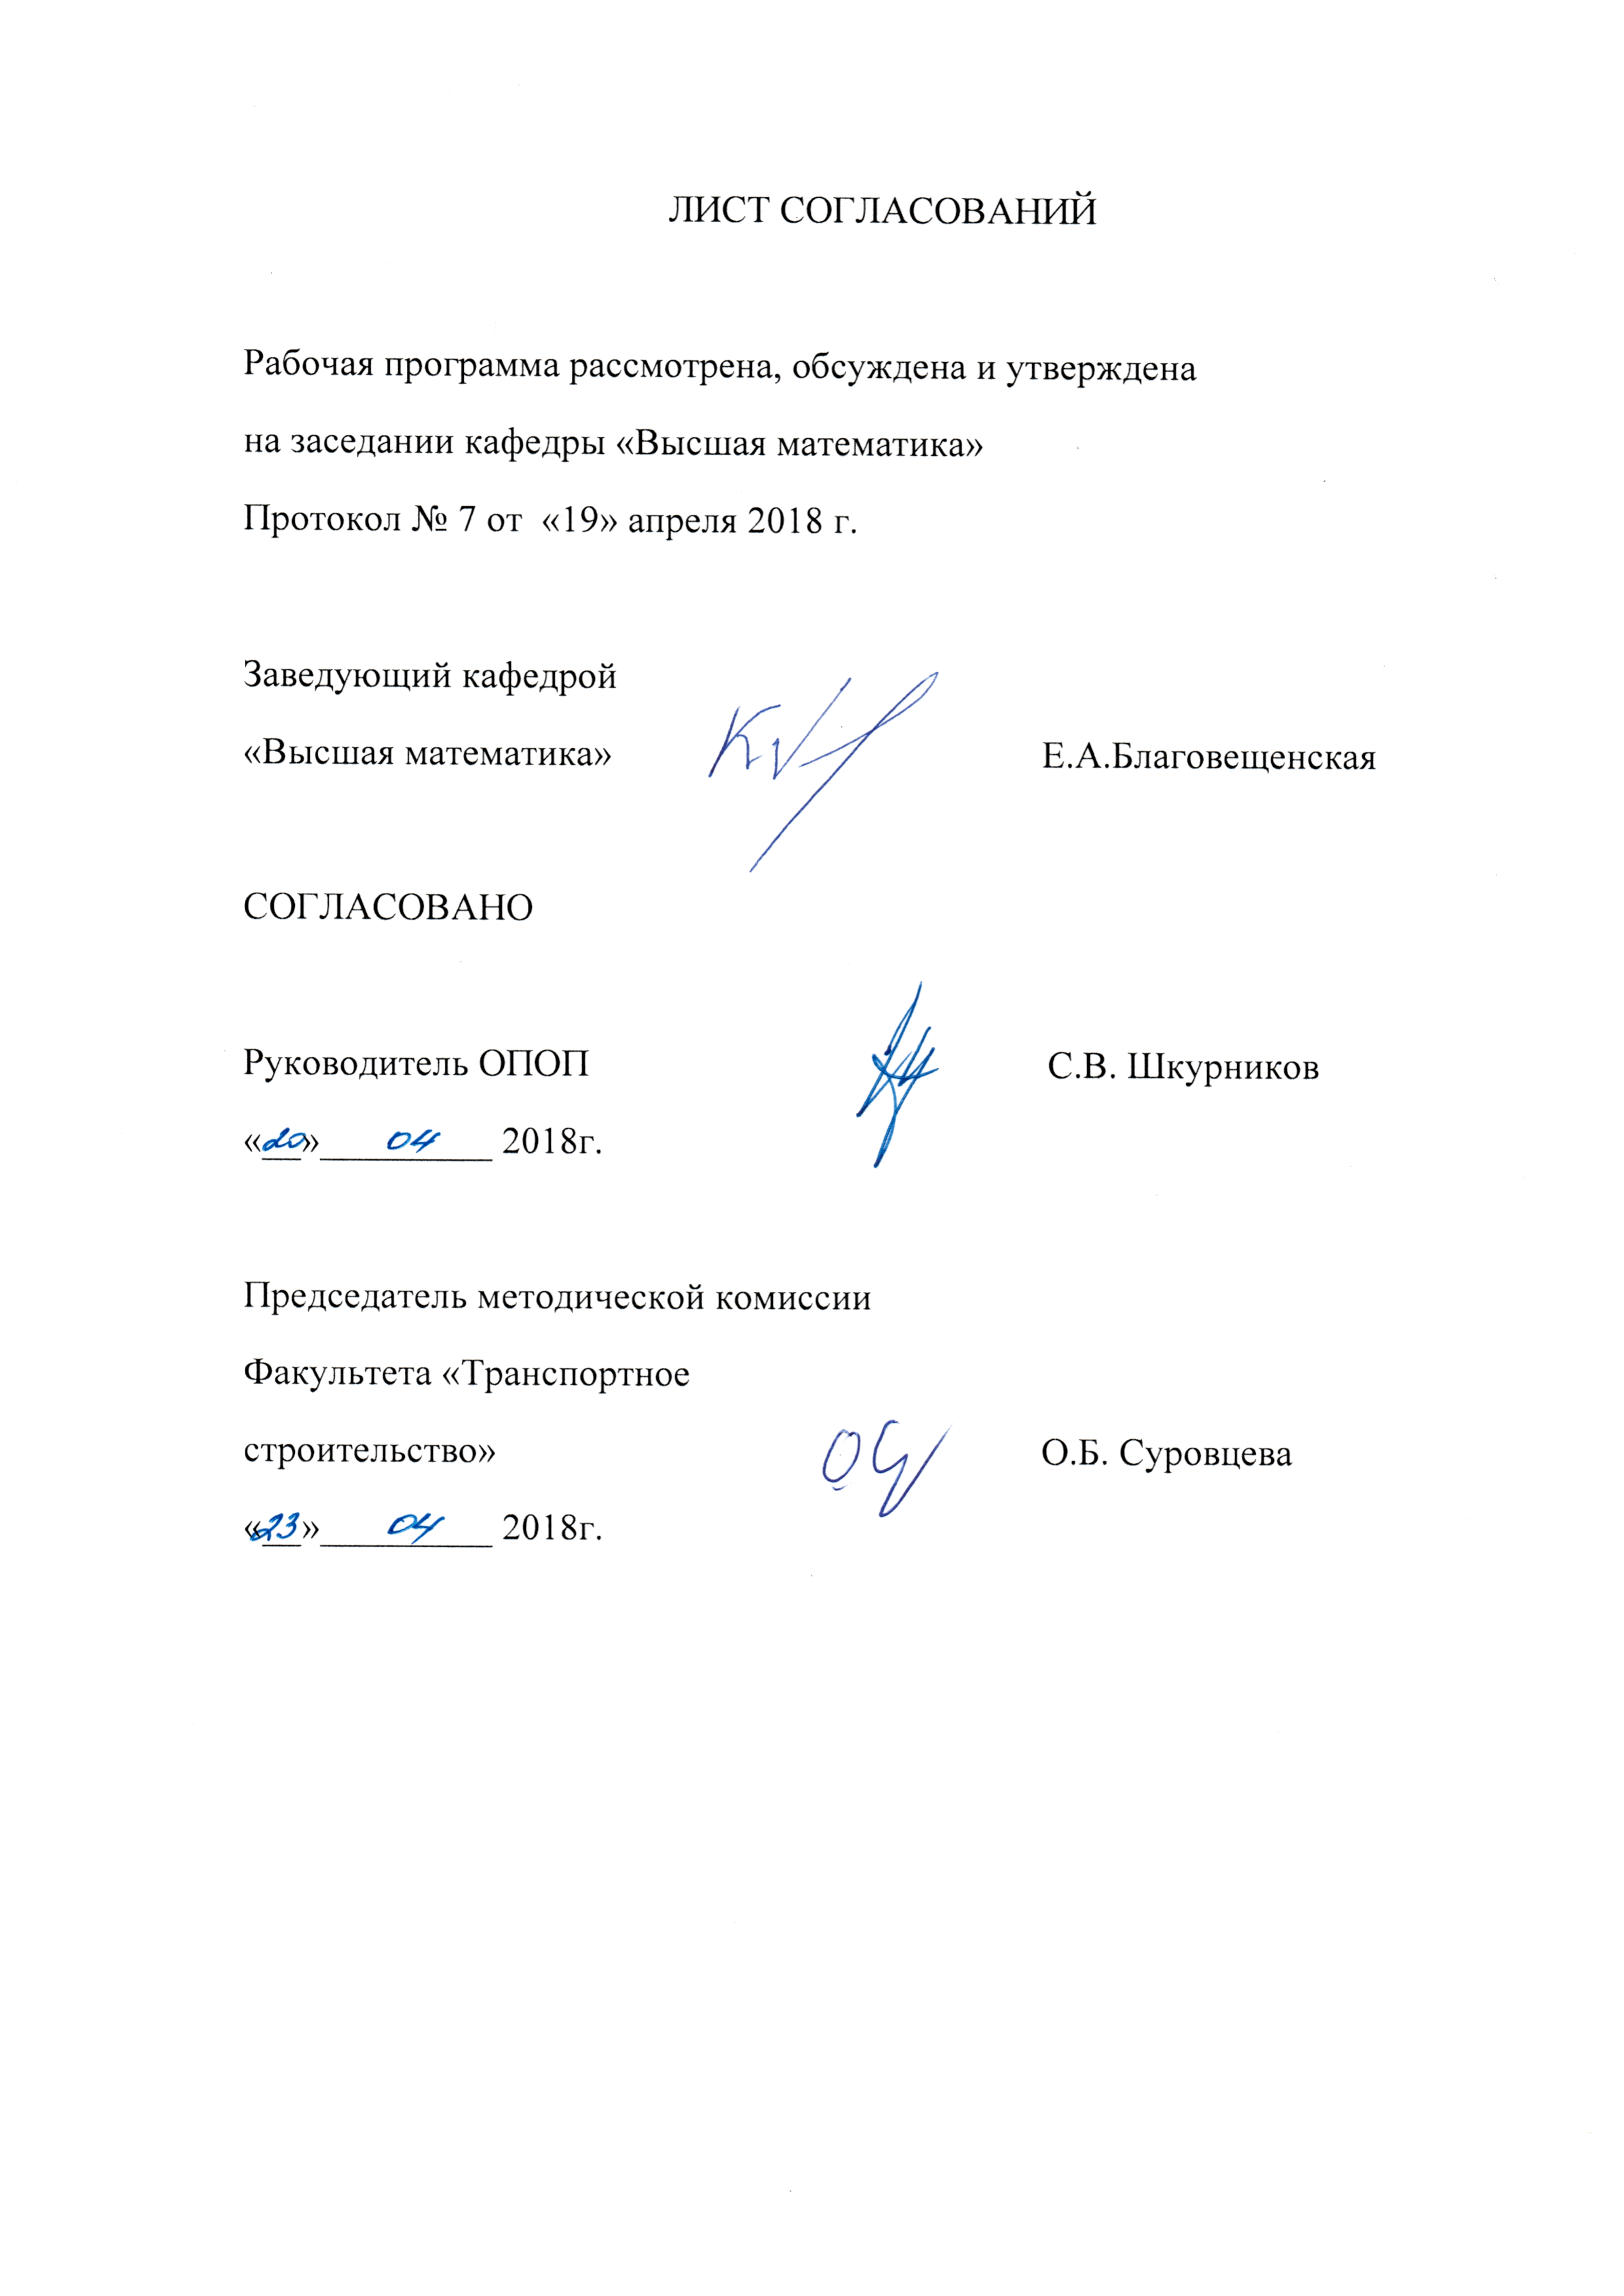 ЛИСТ СОГЛАСОВАНИЙ
Рабочая программа рассмотрена, обсуждена и утверждена
на заседании кафедры «Высшая математика»
Протокол № 7 от «19» апреля 2018 г.
Заведующий кафедрой
«Высшая математика» Е.А.Благовещенская
СОГЛАСОВАНО
Руководитель ОПОП С.В. Шкурников
«20» 04 2018г.
Председатель методической комиссии
Факультета «Транспортное
строительство» О.Б. Суровцева
«23» 04 2018г.